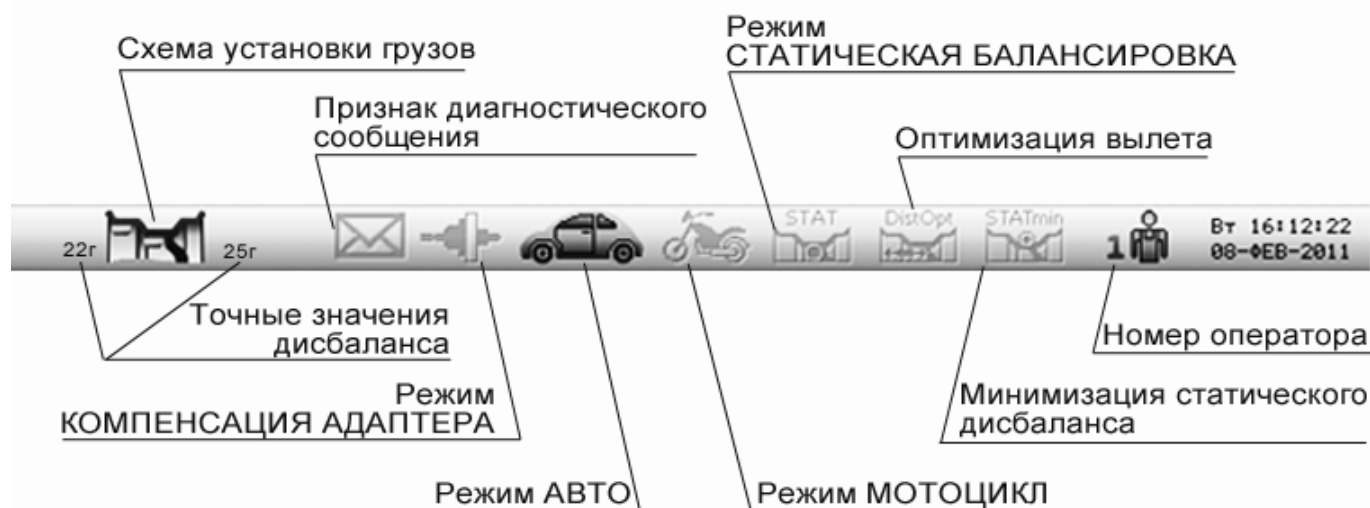 Режим
СТАТИЧЕСКАЯ БАЛАНСИРОВКА
Схема установки грузов
Признак диагностического
сообщения
Оптимизация вылета
STAT
DistOpt
STATmin
22г
25г
1
Вт 16:12:22
08-ФЕВ-2011
Точные значения
дисбаланса
Номер оператора
Режим
КОМПЕНСАЦИЯ АДАПТЕРА
Минимизация статического
дисбаланса
Режим АВТО
Режим МОТОЦИКЛ